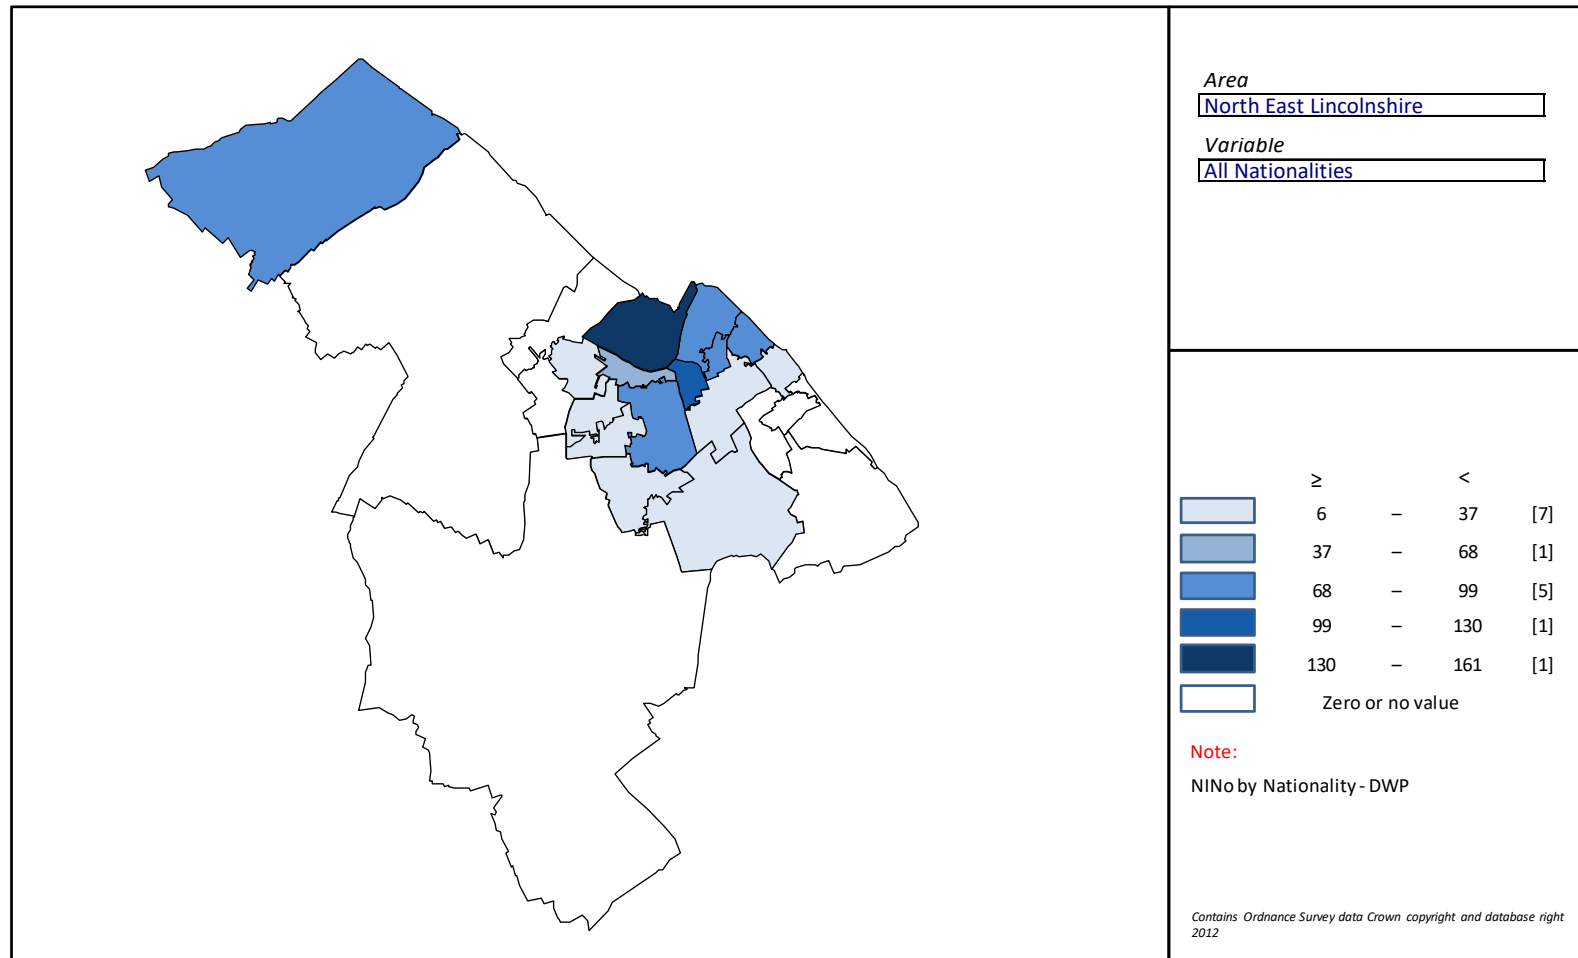 Area
North East Lincolnshire
Variable
All Nationalities
≥ <
6 – 37 [7]
37 – 68 [1]
68 – 99 [5]
99 – 130 [1]
130 – 161 [1]
Zero or no value
Note:
NINo by Nationality - DWP
Contains Ordnance Survey data Crown copyright and database right
2012